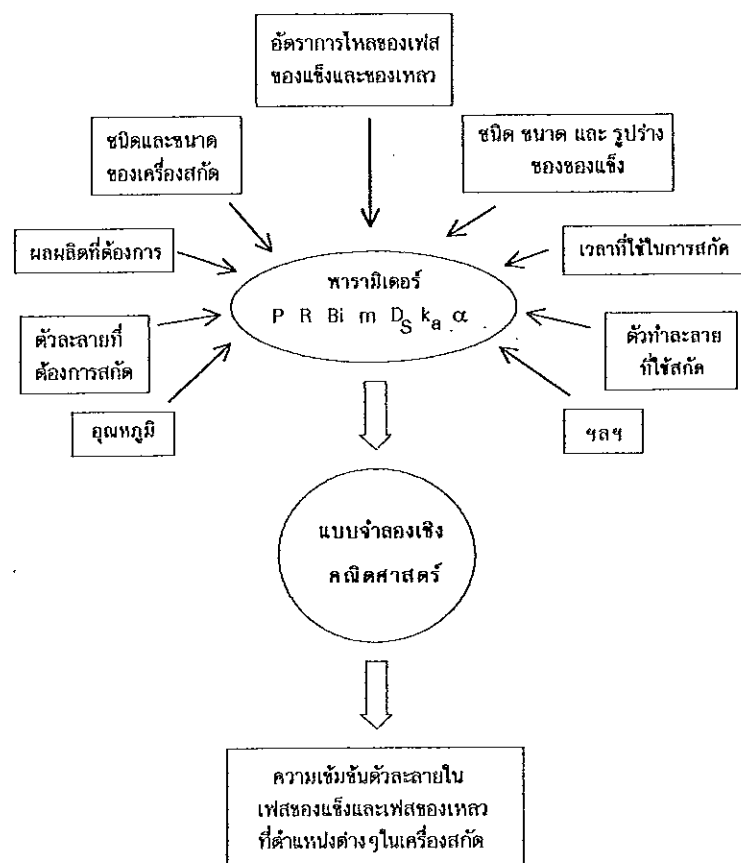 อัตราการไหลของเฟส
ของแข็งและของเหลว
ชนิดและขนาด
ของเครื่องสกัด
ชนิด ขนาด และ รูปร่าง
ของของแข็ง
ผลผลิตที่ต้องการ
เวลาที่ใช้ในการสกัด
พารามิเตอร์
P R Bi m D_S k_a α
ตัวละลายที่
ต้องการสกัด
ตัวทำละลาย
ที่ใช้สกัด
อุณหภูมิ
ฯลฯ
แบบจำลองเชิง
คณิตศาสตร์
ความเข้มข้นตัวละลายใน
เฟสของแข็งและเฟสของเหลว
ที่ตำแหน่งต่างๆในเครื่องสกัด